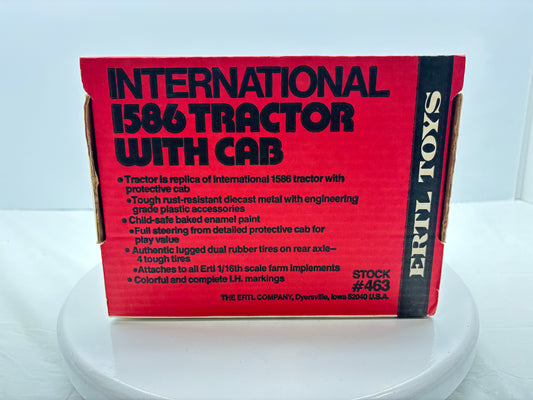 INTERNATIONAL
1586 TRACTOR
WITH CAB
• Tractor is replica of International 1586 tractor with
protective cab
• Tough rust-resistant diecast metal with engineering
grade plastic accessories
• Child-safe baked enamel paint
• Full steering from detailed protective cab for
play value
• Authentic lugged dual rubber tires on rear axle—
4 tough tires
• Attaches to all Ertl 1/16th scale farm implements
• Colorful and complete I.H. markings
STOCK
#463
THE ERTL COMPANY, Dyersville, Iowa 52040 U.S.A.
ERTL TOYS